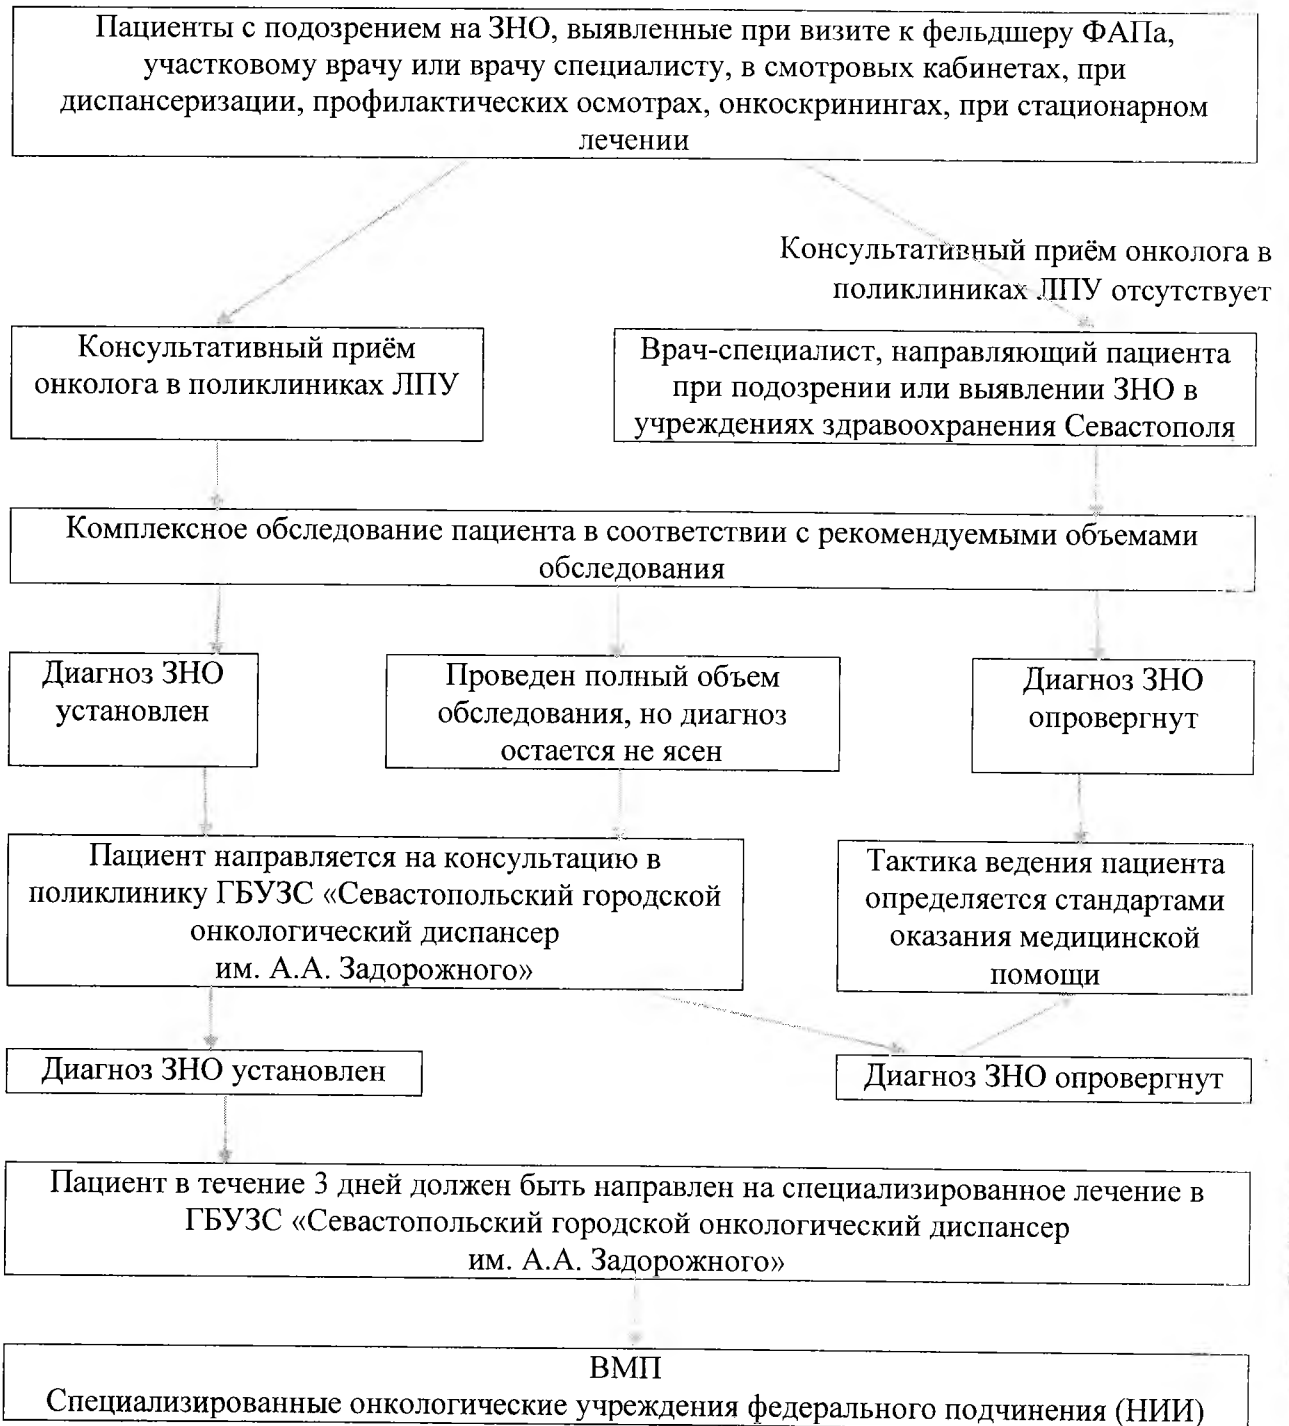 Пациенты с подозрением на ЗНО, выявленные при визите к фельдшеру ФАПа,
участковому врачу или врачу специалисту, в смотровых кабинетах, при
диспансеризации, профилактических осмотрах, онкоскринингах, при стационарном
лечении
Консультативный приём онколога в
поликлиниках ЛПУ отсутствует
Консультативный приём
онколога в поликлиниках ЛПУ
Врач-специалист, направляющий пациента
при подозрении или выявлении ЗНО в
учреждениях здравоохранения Севастополя
Комплексное обследование пациента в соответствии с рекомендуемыми объемами
обследования
Диагноз ЗНО
установлен
Проведен полный объем
обследования, но диагноз
остается не ясен
Диагноз ЗНО
опровергнут
Пациент направляется на консультацию в
поликлинику ГБУЗС «Севастопольский городской
онкологический диспансер
им. А.А. Задорожного»
Тактика ведения пациента
определяется стандартами
оказания медицинской
помощи
Диагноз ЗНО установлен
Диагноз ЗНО опровергнут
Пациент в течение 3 дней должен быть направлен на специализированное лечение в
ГБУЗС «Севастопольский городской онкологический диспансер
им. А.А. Задорожного»
ВМП
Специализированные онкологические учреждения федерального подчинения (НИИ)